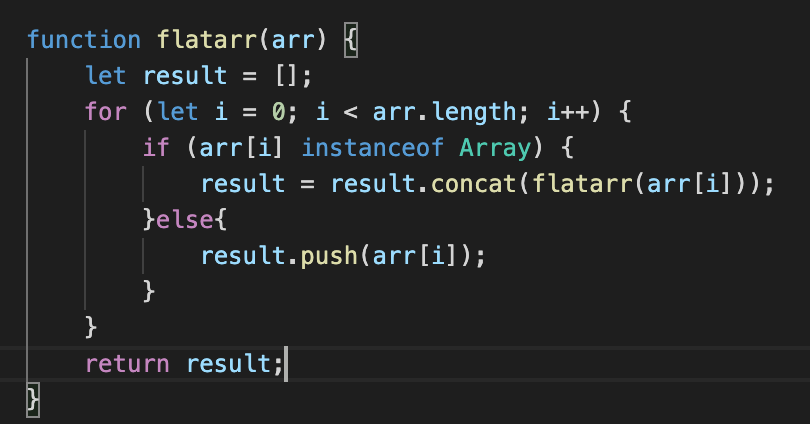 function flatarr(arr) {
    let result = [];
    for (let i = 0; i < arr.length; i++) {
        if (arr[i] instanceof Array) {
            result = result.concat(flatarr(arr[i]));
        }else{
            result.push(arr[i]);
        }
    }
    return result;
}